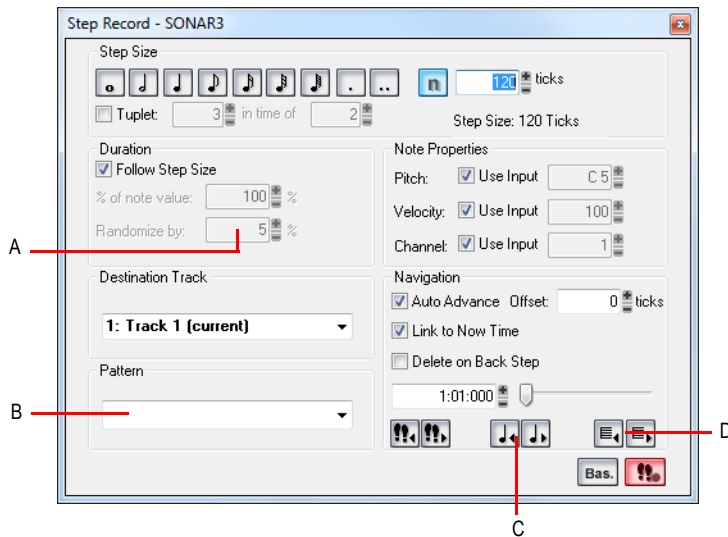 Step Record - SONAR3
Step Size
n 120 ticks
Tuplet: 3 in time of 2
Step Size: 120 Ticks
Duration
Follow Step Size
% of note value: 100 %
Randomize by: 5 %
Note Properties
Pitch: Use Input C 5
Velocity: Use Input 100
Channel: Use Input 1
A
Destination Track
1: Track 1 (current)
Navigation
Auto Advance Offset: 0 ticks
Link to Now Time
Delete on Back Step
1:01:000
Pattern
B
D
Bas.
C